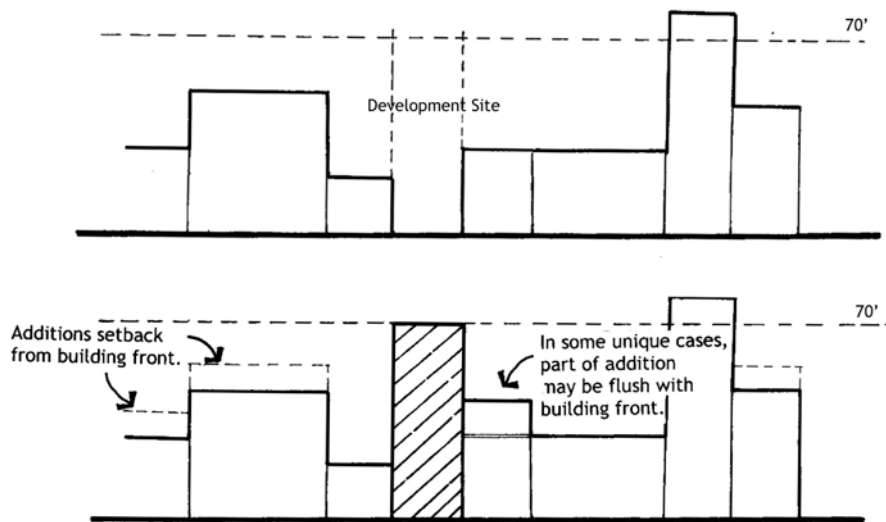 70'
Development Site
70'
Additions setback
from building front.
In some unique cases,
part of addition
may be flush with
building front.